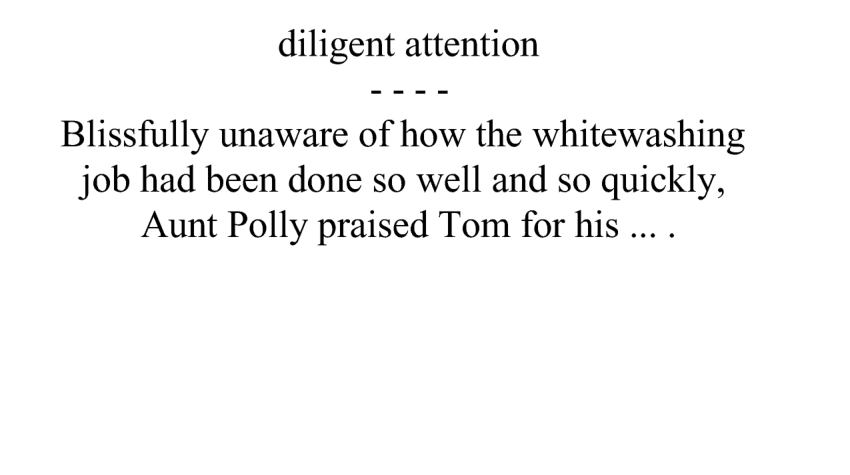 diligent attention
- - - -
Blissfully unaware of how the whitewashing
job had been done so well and so quickly,
Aunt Polly praised Tom for his ... .